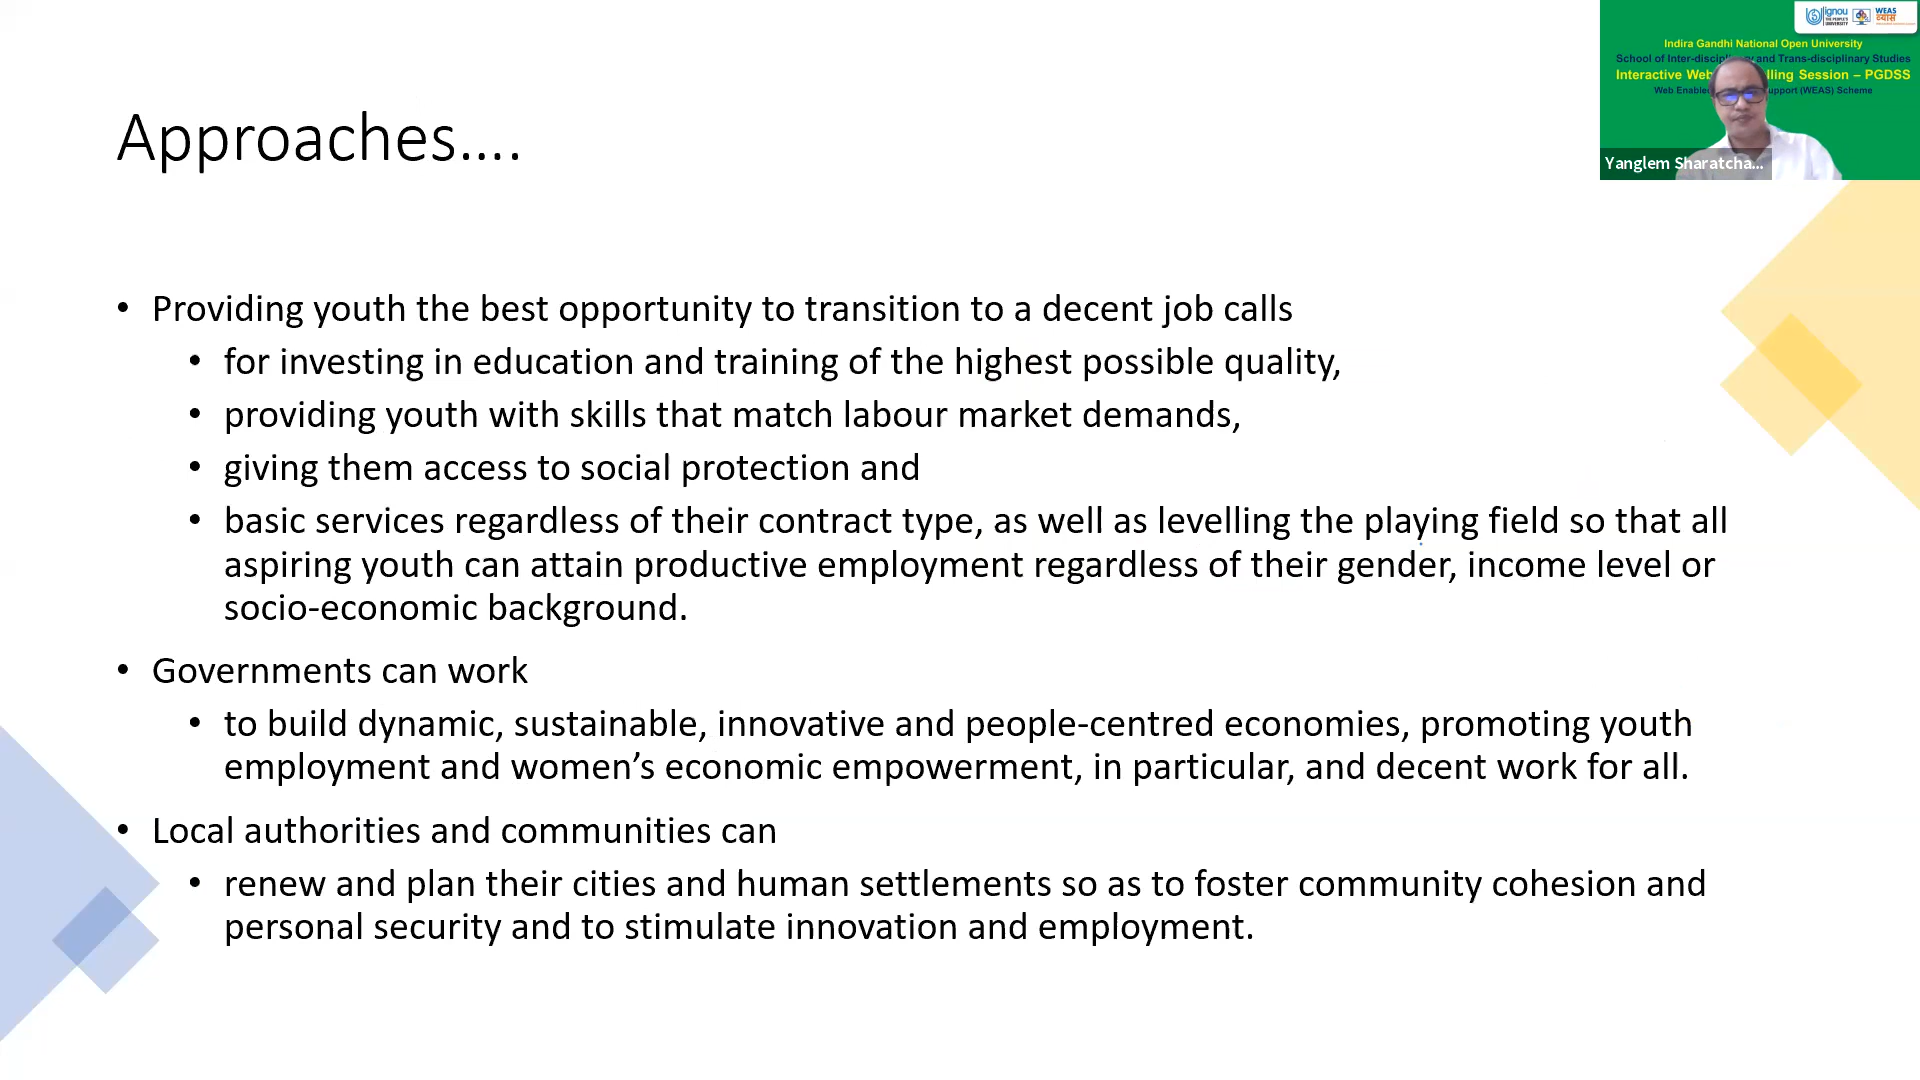 ignou
THE PEOPLE'S
UNIVERSITY
WEAS
Indira Gandhi National Open University
School of Inter-disciplinary and Trans-disciplinary Studies
Interactive Web lling Session – PGDSS
Web Enable upport (WEAS) Scheme
Yanglem Sharatcha...
Approaches....
• Providing youth the best opportunity to transition to a decent job calls
• for investing in education and training of the highest possible quality,
• providing youth with skills that match labour market demands,
• giving them access to social protection and
• basic services regardless of their contract type, as well as levelling the playing field so that all
aspiring youth can attain productive employment regardless of their gender, income level or
socio-economic background.
• Governments can work
• to build dynamic, sustainable, innovative and people-centred economies, promoting youth
employment and women's economic empowerment, in particular, and decent work for all.
• Local authorities and communities can
• renew and plan their cities and human settlements so as to foster community cohesion and
personal security and to stimulate innovation and employment.